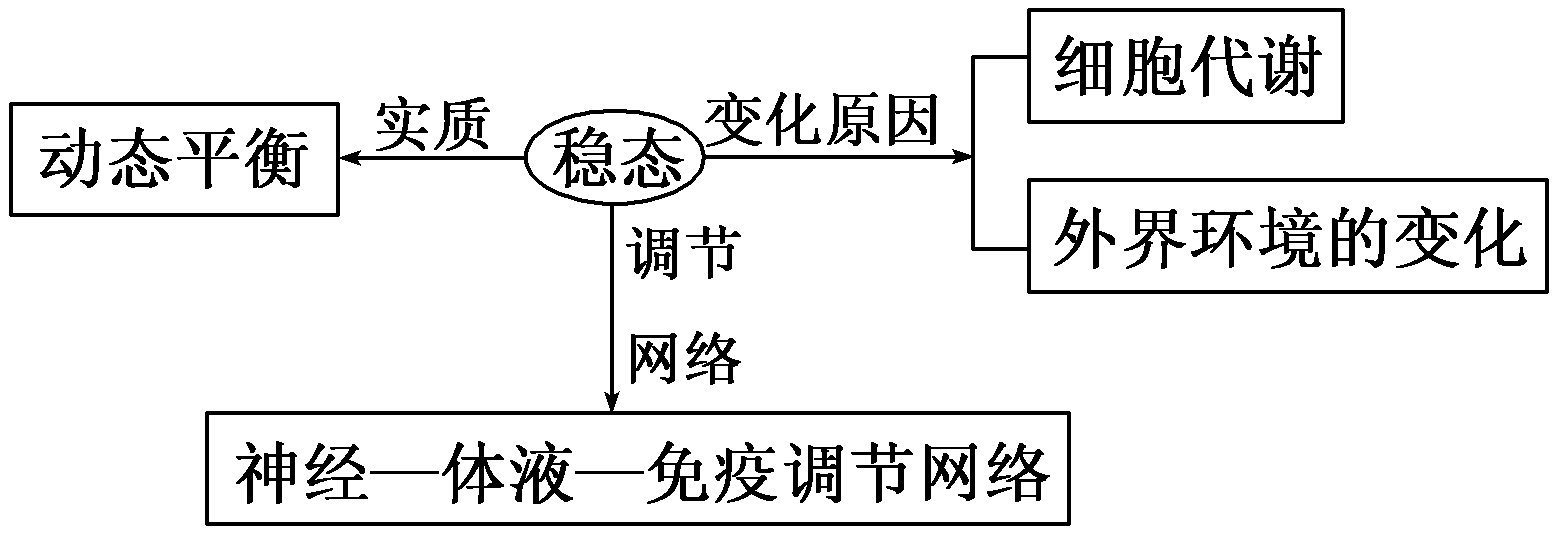 细胞代谢
动态平衡
实质
稳态
变化原因
外界环境的变化
调节
网络
神经—体液—免疫调节网络